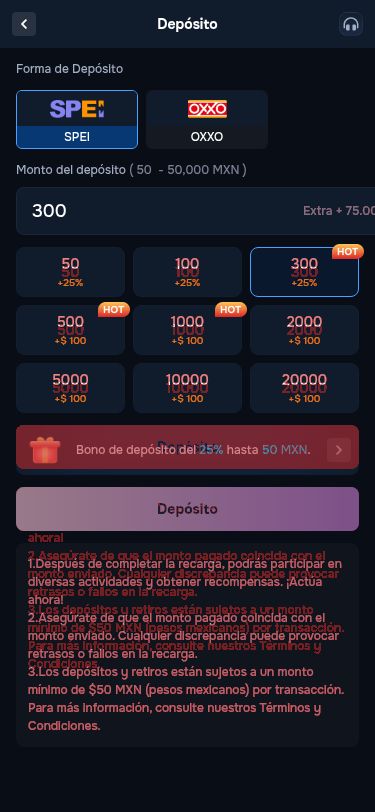 Depósito
Forma de Depósito
SPEI
SPEI
OXXO
OXXO
Monto del depósito ( 50 - 50,000 MXN )
300
Extra + 75.00
HOT
50
+25%
100
+25%
300
+25%
HOT
HOT
500
+$ 100
1000
+$ 100
2000
+$ 100
5000
+$ 100
10000
+$ 100
20000
+$ 100
Bono de depósito del 25% hasta 50 MXN.
Depósito
1.Después de completar la recarga, podrás participar en
diversas actividades y obtener recompensas. ¡Actúa
ahora!
2.Asegúrate de que el monto pagado coincida con el
monto enviado. Cualquier discrepancia puede provocar
retrasos o fallos en la recarga.
3.Los depósitos y retiros están sujetos a un monto
mínimo de $50 MXN (pesos mexicanos) por transacción.
Para más información, consulte nuestros Términos y
Condiciones.